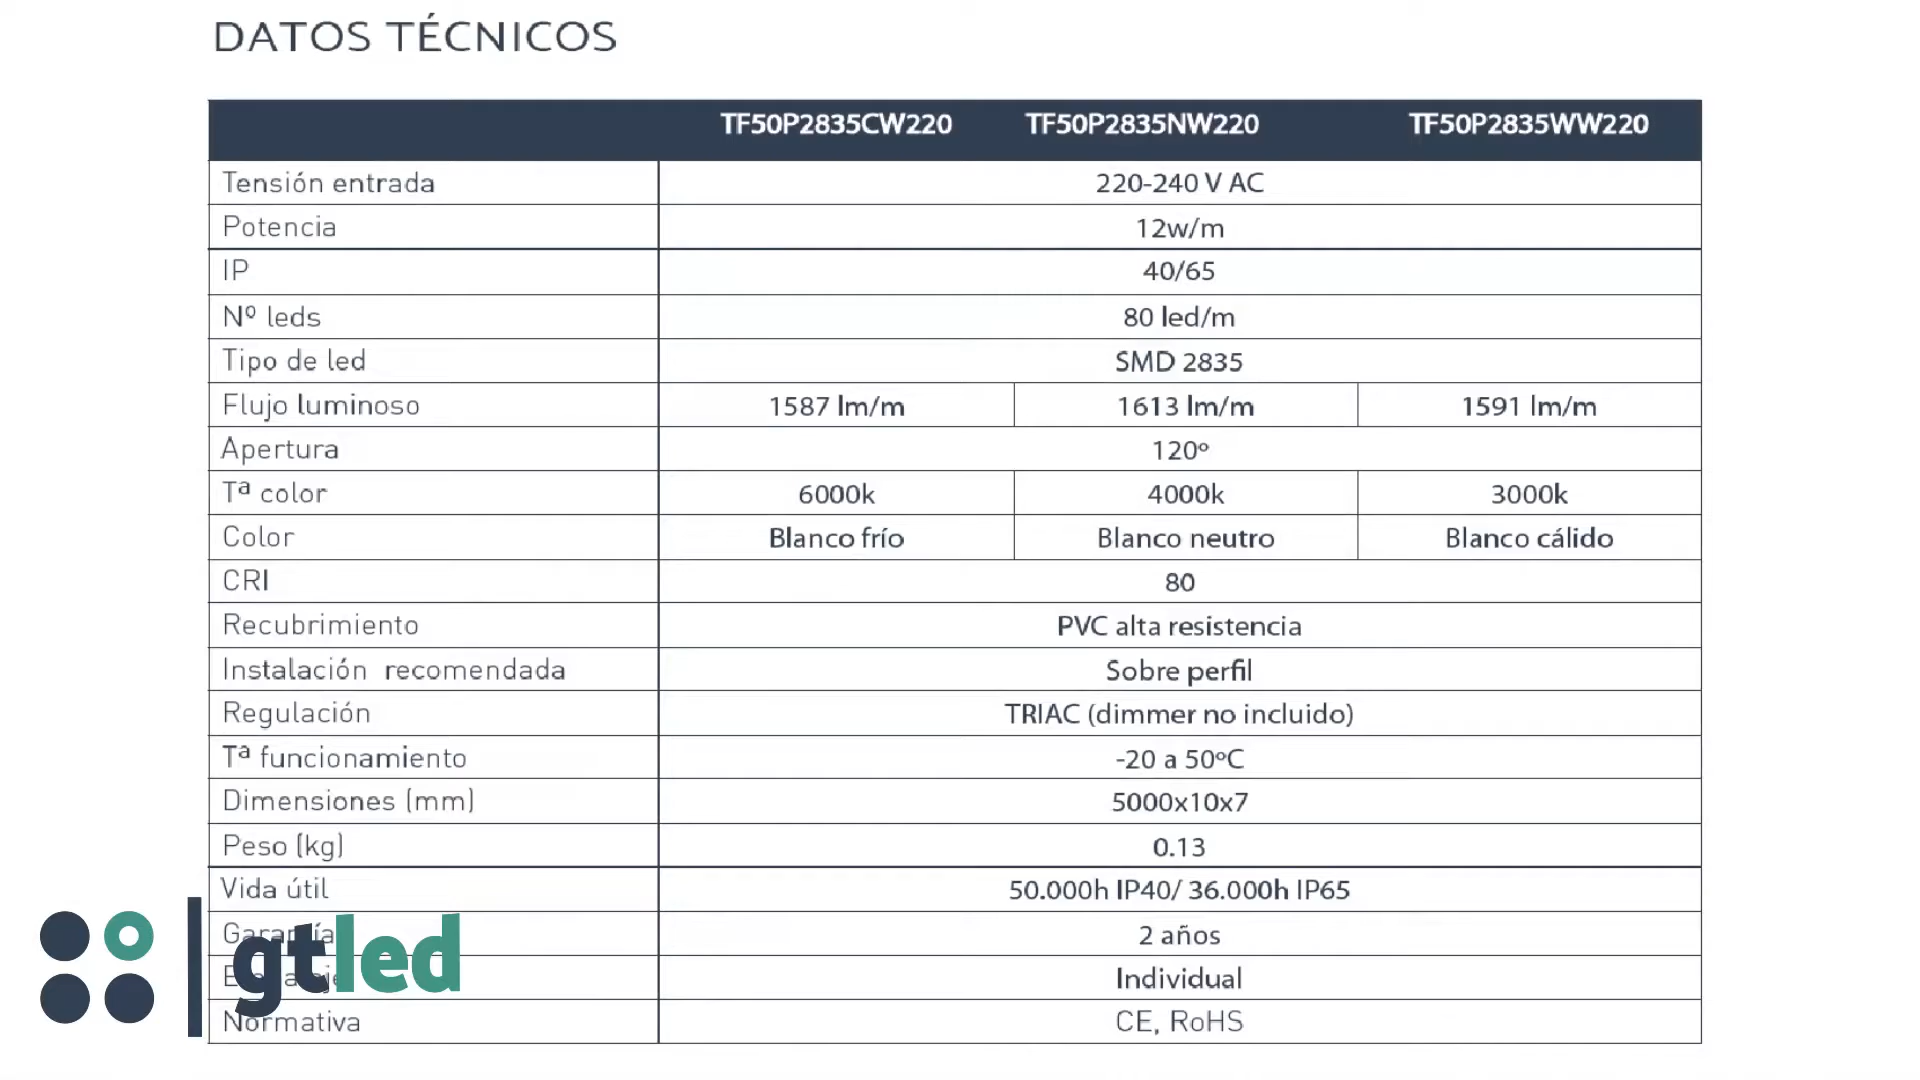 DATOS TÉCNICOS
TF50P2835CW220 TF50P2835NW220 TF50P2835WW220
Tensión entrada 220-240 V AC
Potencia 12w/m
IP 40/65
Nº leds 80 led/m
Tipo de led SMD 2835
Flujo luminoso 1587 lm/m 1613 lm/m 1591 lm/m
Apertura 120º
Tª color 6000k 4000k 3000k
Color Blanco frío Blanco neutro Blanco cálido
CRI 80
Recubrimiento PVC alta resistencia
Instalación recomendada Sobre perfil
Regulación TRIAC (dimmer no incluido)
Tª funcionamiento -20 a 50ºC
Dimensiones (mm) 5000x10x7
Peso (kg) 0.13
Vida útil 50.000h IP40/ 36.000h IP65
Garantía 2 años
Individual
Normativa CE, RoHS
gtled